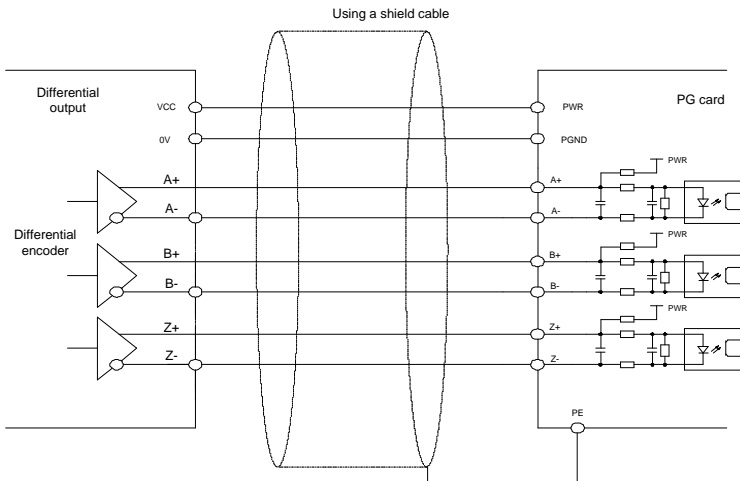 Using a shield cable
Differential
output
VCC
PWR
PG card
0V
PGND
PWR
A+
A+
A-
A-
Differential
encoder
PWR
B+
B+
B-
B-
PWR
Z+
Z+
Z-
Z-
PE